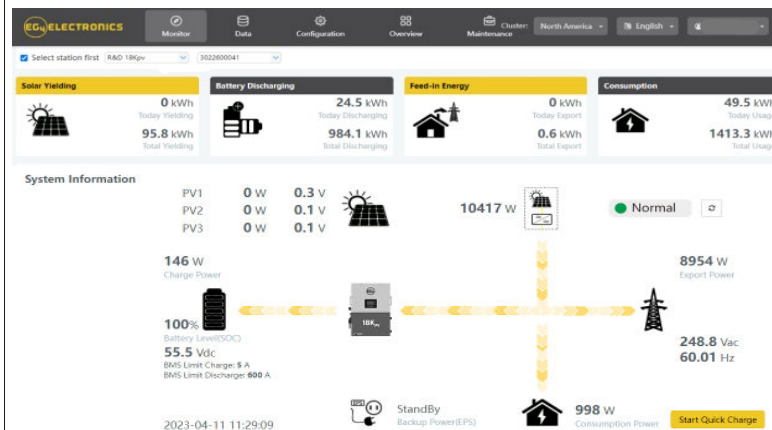 EG4 ELECTRONICS
Monitor
Data
Configuration
Overview
Maintenance
Cluster:
North America
English
Select station first
R&D 18Kpv
3022600041
Solar Yielding
0 kWh
Today Yielding
95.8 kWh
Total Yielding
Battery Discharging
24.5 kWh
Today Discharging
984.1 kWh
Total Discharging
Feed-in Energy
0 kWh
Today Export
0.6 kWh
Total Export
Consumption
49.5 kWh
Today Usag
1413.3 kWh
Total Usag
System Information
PV1 0 W 0.3 V
PV2 0 W 0.1 V
PV3 0 W 0.1 V
10417 W
Normal
146 W
Charge Power
8954 W
Export Power
100%
Battery Level(SOC)
55.5 Vdc
BMS Limit Charge: 5 A
BMS Limit Discharge: 600 A
18Kpv
248.8 Vac
60.01 Hz
EPS
StandBy
Backup Power(EPS)
998 W
Consumption Power
Start Quick Charge
2023-04-11 11:29:09